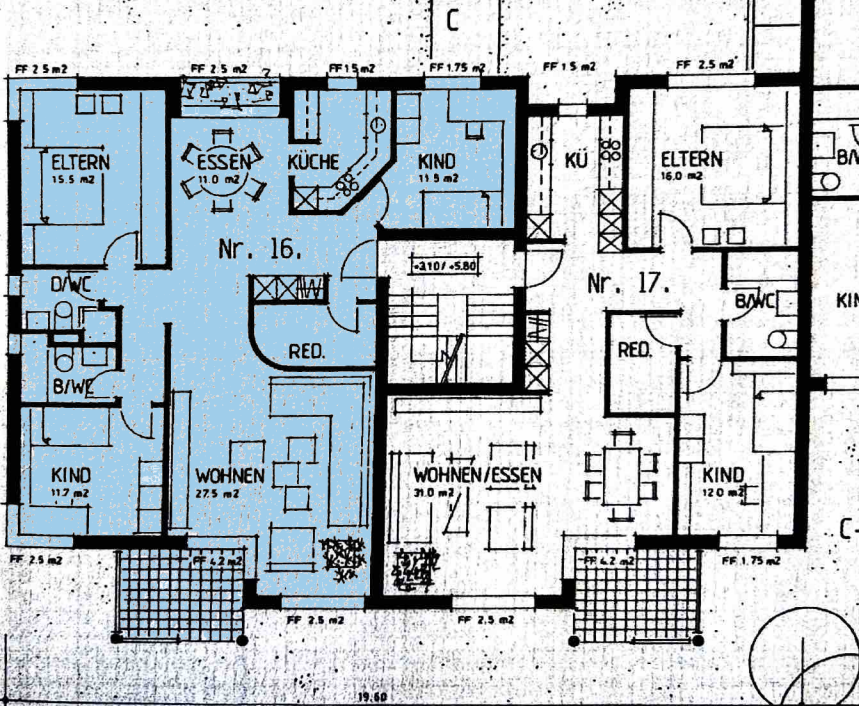 C
FF 2.5 m2
FF 2.5 m2
FF 1.5 m2
FF 1.75 m2
FF 1.5 m2
FF 2.5 m2
ELTERN
15.5 m2
ESSEN
11.0 m2
KÜCHE
KIND
11.5 m2
KÜ
ELTERN
16.0 m2
Nr. 16.
+3.10/+5.80
Nr. 17.
D/WC
B/WC
RED.
RED.
B/WC
KIND
11.7 m2
WOHNEN
27.5 m2
WOHNEN/ESSEN
31.0 m2
KIND
12.0 m2
C-
FF 2.5 m2
FF 4.2 m2
FF 4.2 m2
FF 1.75 m2
FF 2.5 m2
FF 2.5 m2
19.60